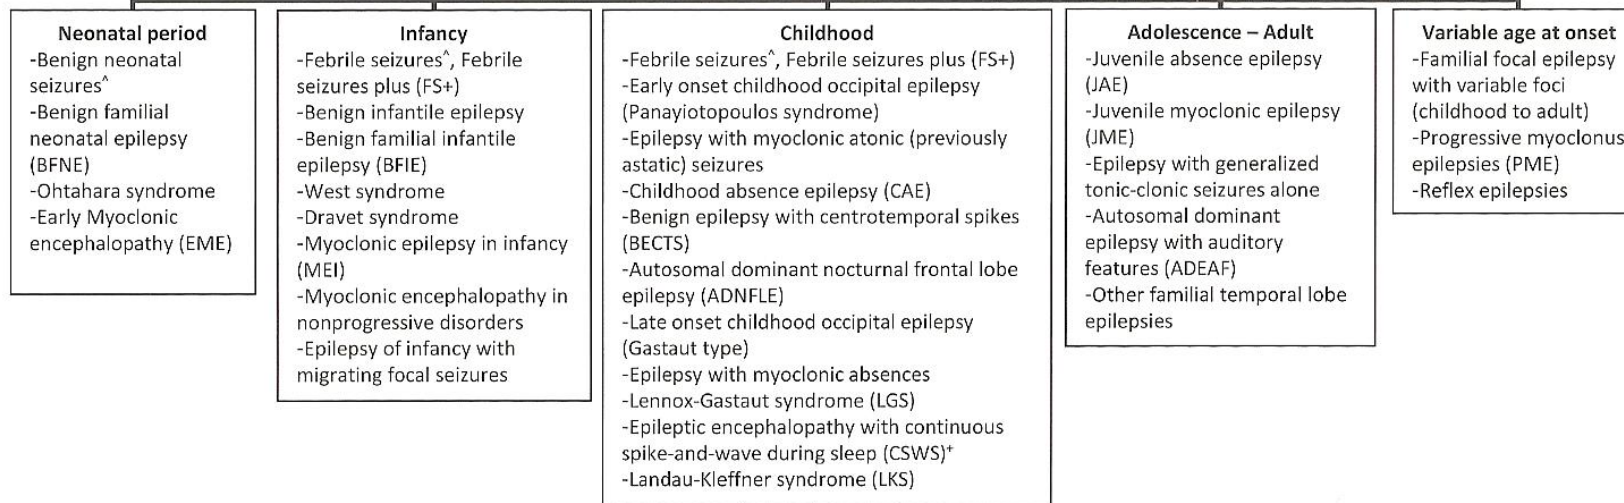 Neonatal period
-Benign neonatal
seizures^
-Benign familial
neonatal epilepsy
(BFNE)
-Ohtahara syndrome
-Early Myoclonic
encephalopathy (EME)
Infancy
-Febrile seizures^, Febrile
seizures plus (FS+)
-Benign infantile epilepsy
-Benign familial infantile
epilepsy (BFIE)
-West syndrome
-Dravet syndrome
-Myoclonic epilepsy in infancy
(MEI)
-Myoclonic encephalopathy in
nonprogressive disorders
-Epilepsy of infancy with
migrating focal seizures
Childhood
-Febrile seizures^, Febrile seizures plus (FS+)
-Early onset childhood occipital epilepsy
(Panayiotopoulos syndrome)
-Epilepsy with myoclonic atonic (previously
astatic) seizures
-Childhood absence epilepsy (CAE)
-Benign epilepsy with centrotemporal spikes
(BECTS)
-Autosomal dominant nocturnal frontal lobe
epilepsy (ADNFLE)
-Late onset childhood occipital epilepsy
(Gastaut type)
-Epilepsy with myoclonic absences
-Lennox-Gastaut syndrome (LGS)
-Epileptic encephalopathy with continuous
spike-and-wave during sleep (CSWS)+
-Landau-Kleffner syndrome (LKS)
Adolescence – Adult
-Juvenile absence epilepsy
(JAE)
-Juvenile myoclonic epilepsy
(JME)
-Epilepsy with generalized
tonic-clonic seizures alone
-Autosomal dominant
epilepsy with auditory
features (ADEAF)
-Other familial temporal lobe
epilepsies
Variable age at onset
-Familial focal epilepsy
with variable foci
(childhood to adult)
-Progressive myoclonus
epilepsies (PME)
-Reflex epilepsies